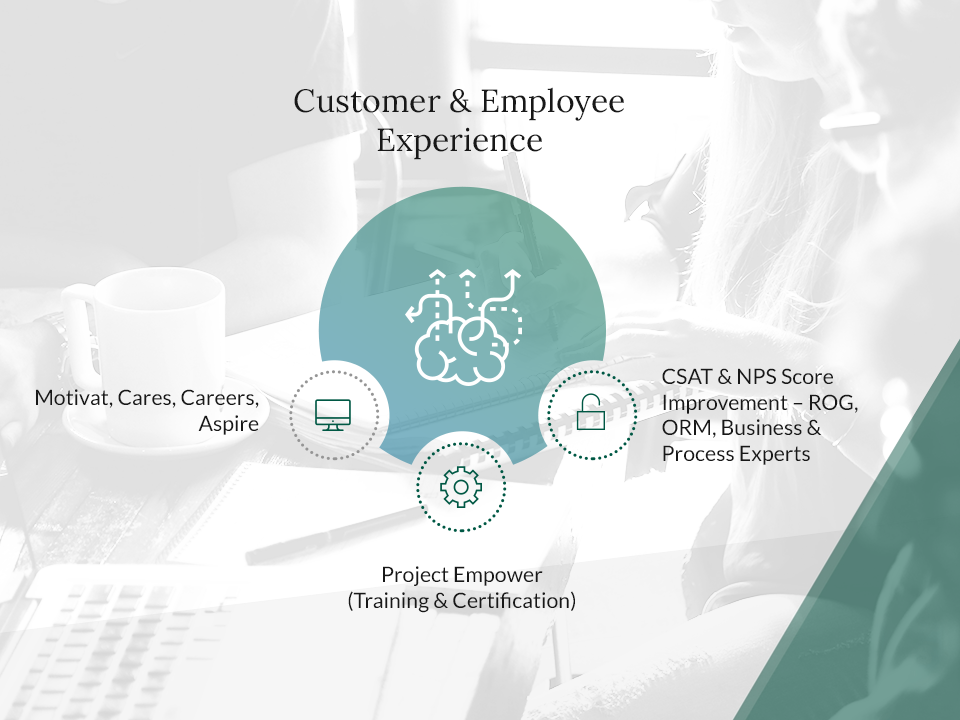 Customer & Employee
Experience
Motivat, Cares, Careers,
Aspire
CSAT & NPS Score
Improvement – ROG,
ORM, Business &
Process Experts
Project Empower
(Training & Certification)